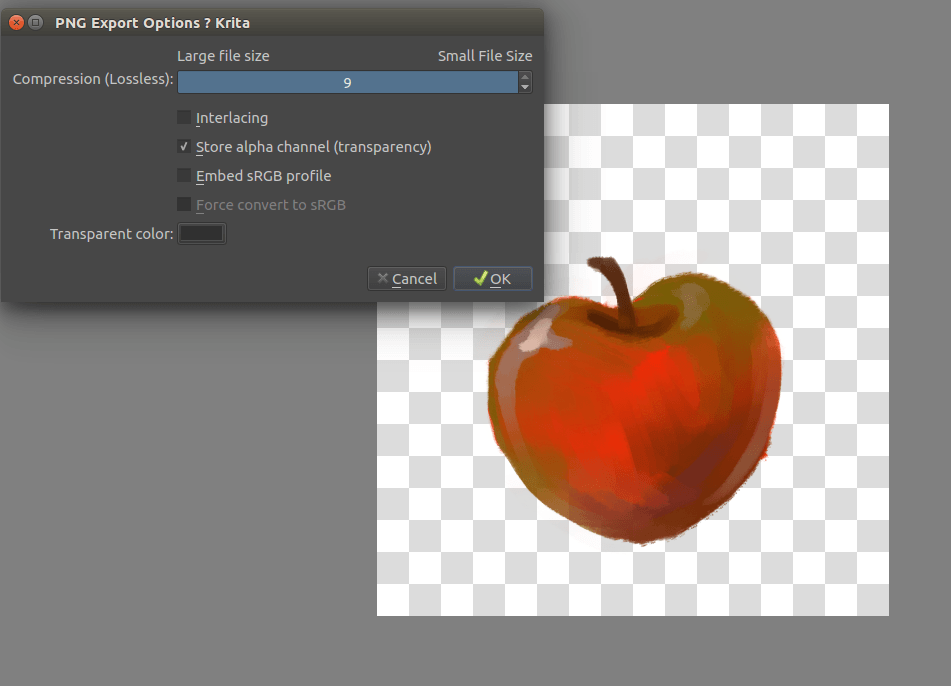 PNG Export Options ? Krita
Large file size Small File Size
Compression (Lossless): 9
Interlacing
Store alpha channel (transparency)
Embed sRGB profile
Force convert to sRGB
Transparent color:
Cancel OK